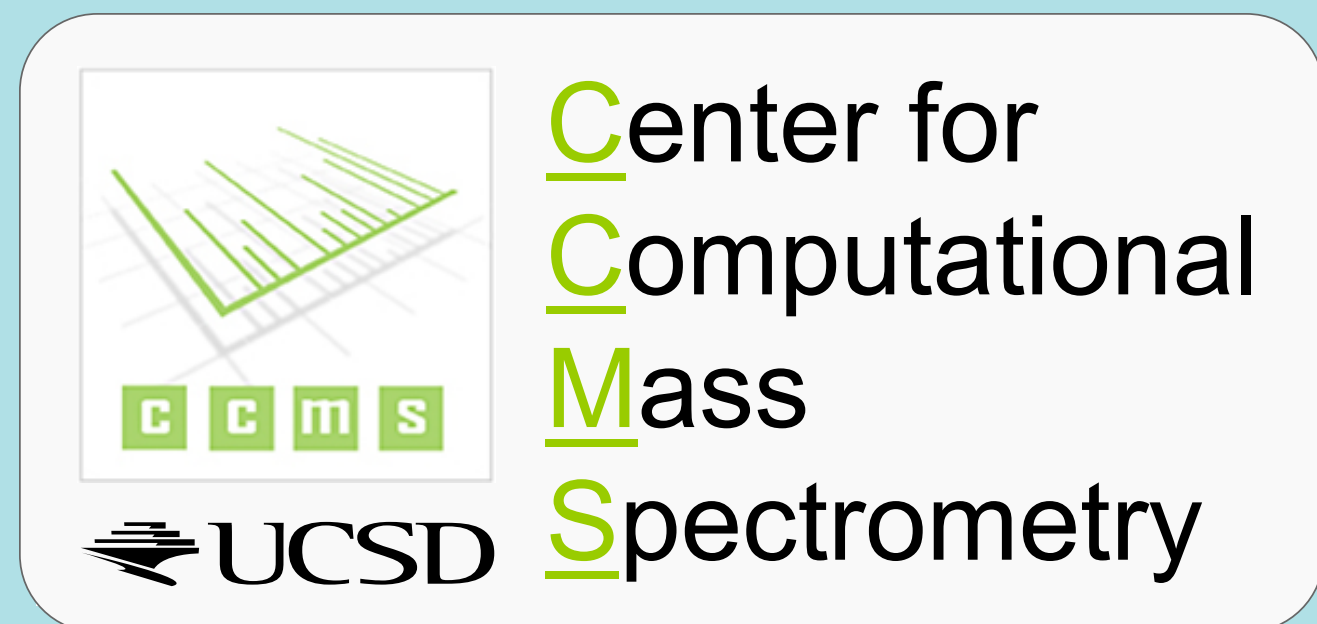 c c m s
UCSD
Center for
Computational
Mass
Spectrometry